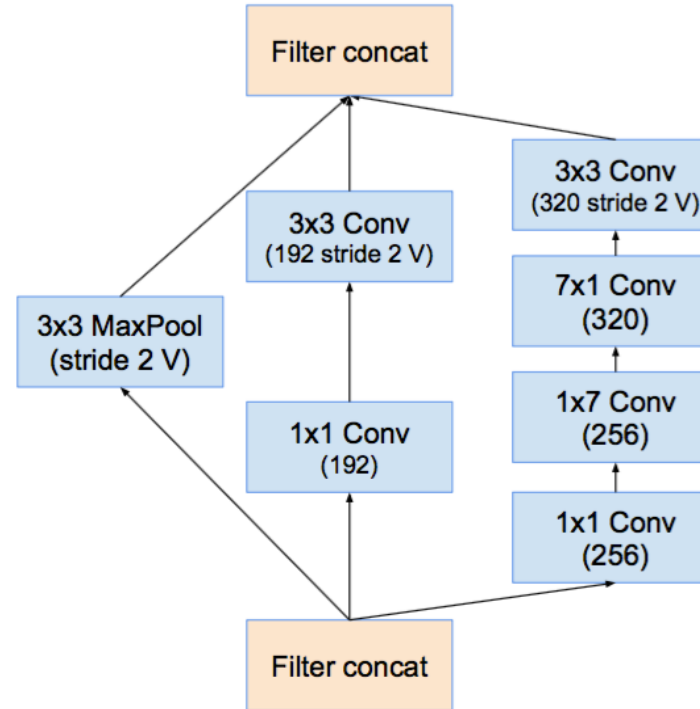 Filter concat
3x3 Conv
(320 stride 2 V)
3x3 Conv
(192 stride 2 V)
7x1 Conv
(320)
3x3 MaxPool
(stride 2 V)
1x7 Conv
(256)
1x1 Conv
(192)
1x1 Conv
(256)
Filter concat